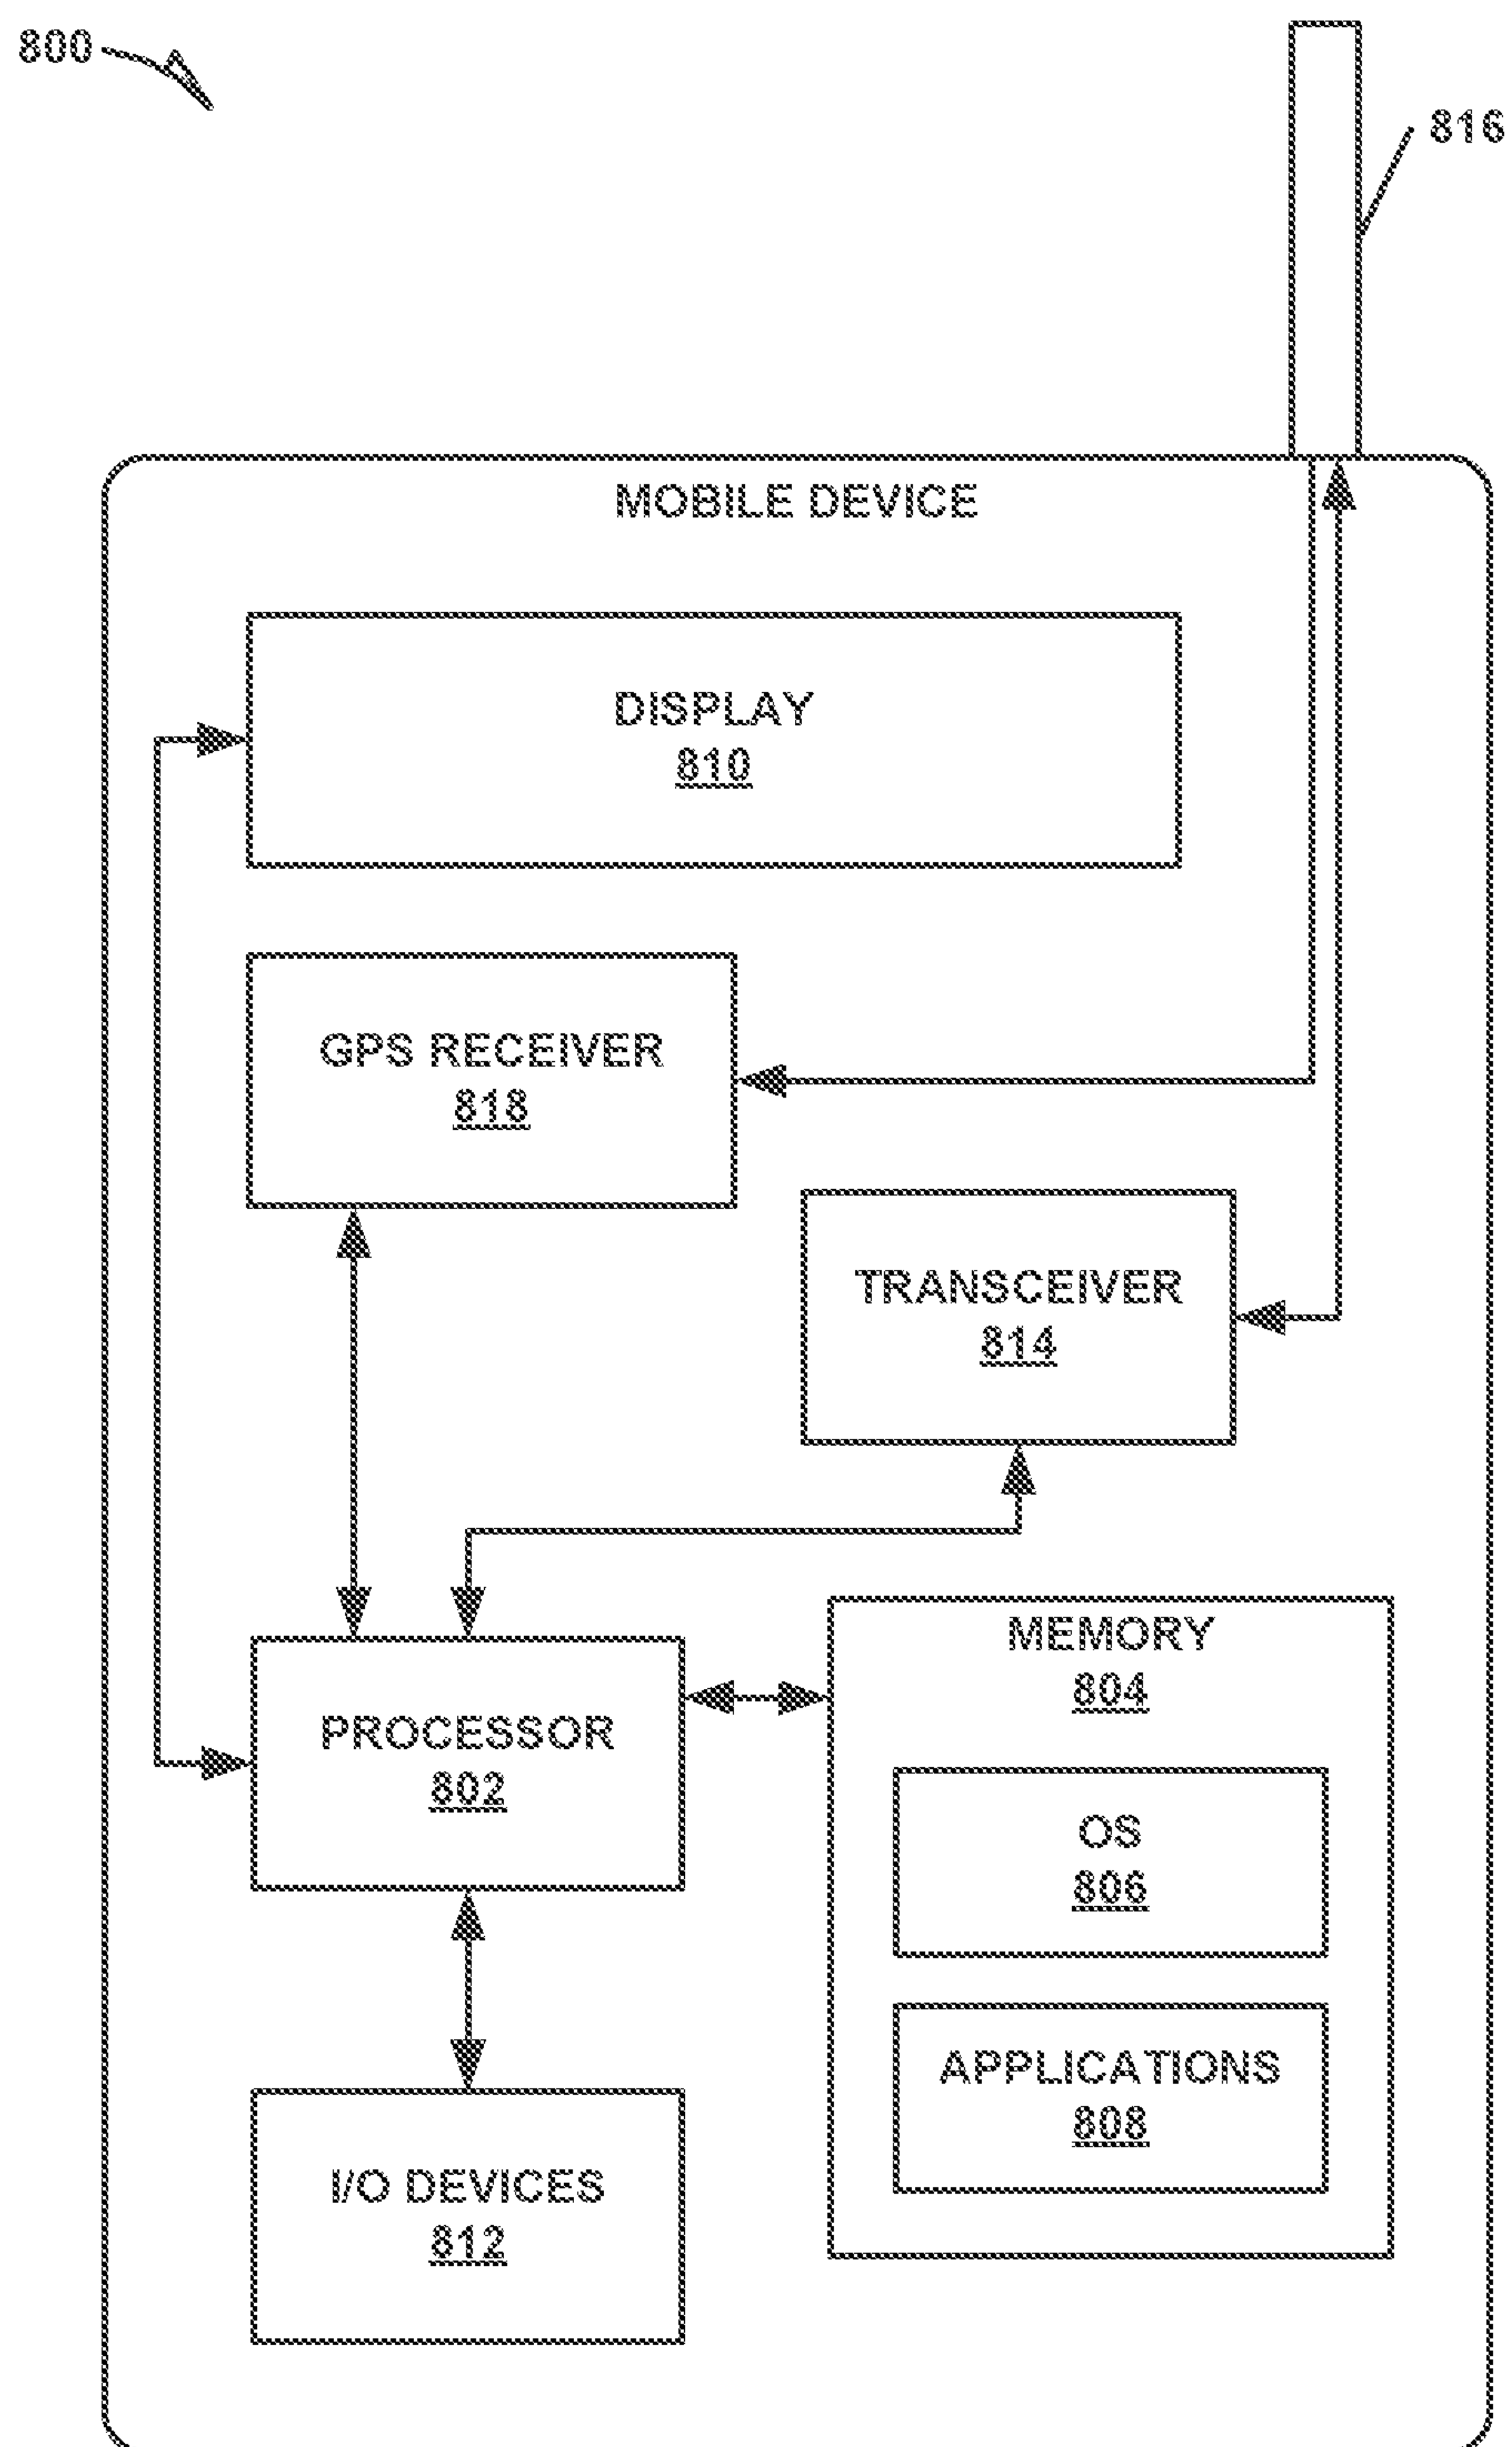 800
816
MOBILE DEVICE
DISPLAY
810
GPS RECEIVER
818
TRANSCEIVER
814
MEMORY
804
PROCESSOR
802
OS
806
APPLICATIONS
808
I/O DEVICES
812